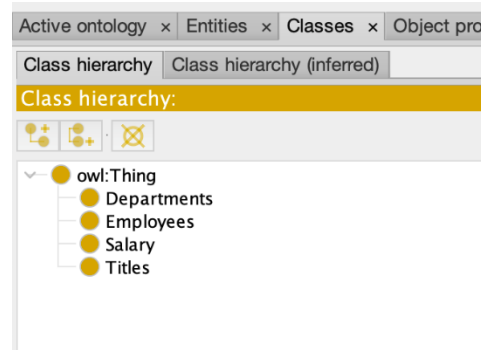 Active ontology × Entities × Classes × Object pro
Class hierarchy Class hierarchy (inferred)
Class hierarchy:
owl:Thing
Departments
Employees
Salary
Titles